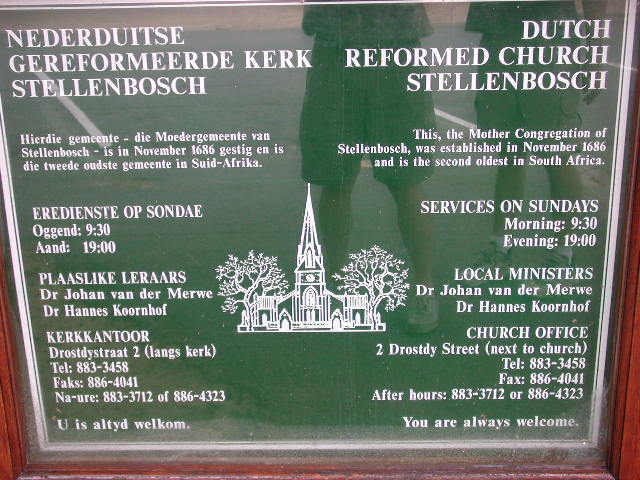 NEDERDUITSE
GEREFORMEERDE KERK
STELLENBOSCH
Hierdie gemeente - die Moedergemeente van
Stellenbosch - is in November 1686 gestig en is
die tweede oudste gemeente in Suid-Afrika.
EREDIENSTE OP SONDAE
Oggend: 9:30
Aand: 19:00
PLAASLIKE LERAARS
Dr Johan van der Merwe
Dr Hannes Koornhof
KERKKANTOOR
Drostdystraat 2 (langs kerk)
Tel: 883-3458
Faks: 886-4041
Na-ure: 883-3712 of 886-4323
U is altyd welkom.
DUTCH
REFORMED CHURCH
STELLENBOSCH
This, the Mother Congregation of
Stellenbosch, was established in November 1686
and is the second oldest in South Africa.
SERVICES ON SUNDAYS
Morning: 9:30
Evening: 19:00
LOCAL MINISTERS
Dr Johan van der Merwe
Dr Hannes Koornhof
CHURCH OFFICE
2 Drostdy Street (next to church)
Tel: 883-3458
Fax: 886-4041
After hours: 883-3712 or 886-4323
You are always welcome.